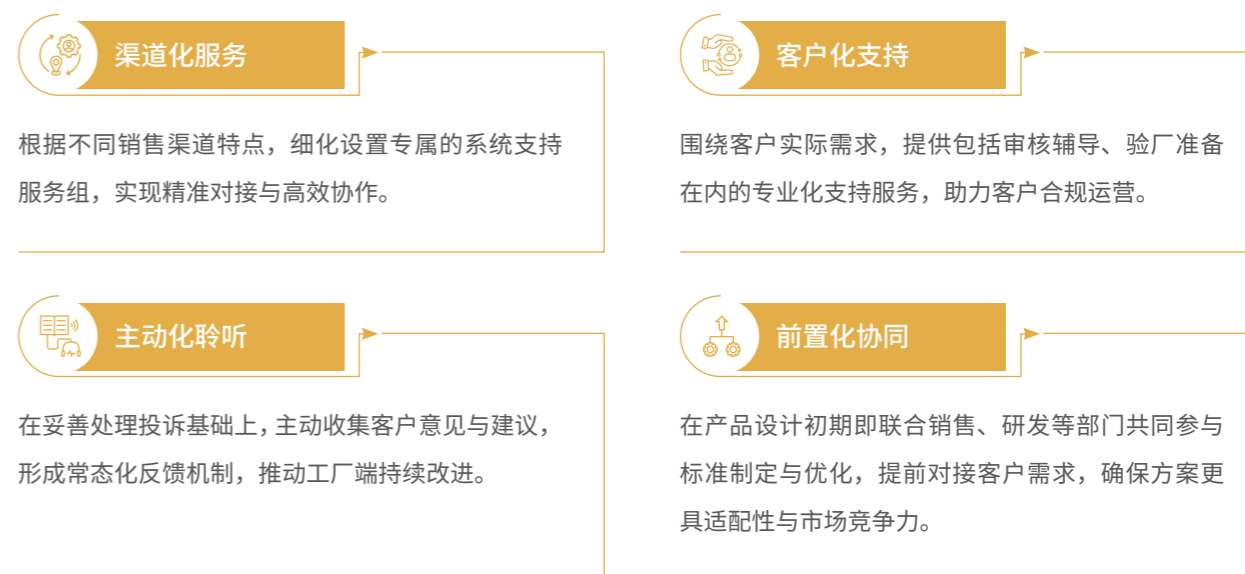 渠道化服务
根据不同销售渠道特点，细化设置专属的系统支持
服务组，实现精准对接与高效协作。
客户化支持
围绕客户实际需求，提供包括审核辅导、验厂准备
在内的专业化支持服务，助力客户合规运营。
主动化聆听
在妥善处理投诉基础上，主动收集客户意见与建议，
形成常态化反馈机制，推动工厂端持续改进。
前置化协同
在产品设计初期即联合销售、研发等部门共同参与
标准制定与优化，提前对接客户需求，确保方案更
具适配性与市场竞争力。